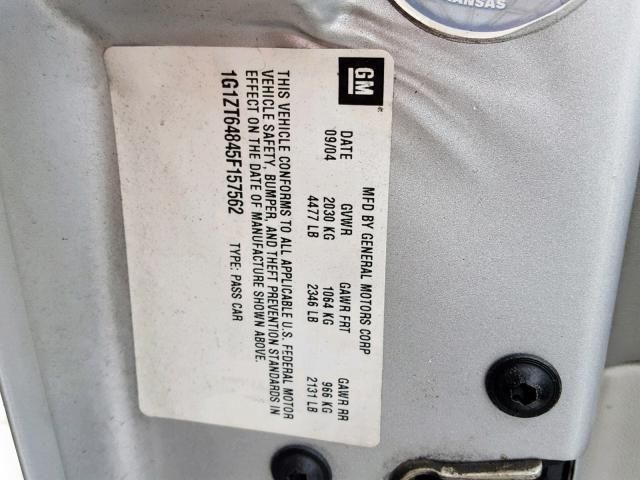 KANSAS
GM
MFD BY GENERAL MOTORS CORP
DATE GVWR GAWR FRT GAWR RR
09/04 2030 KG 1064 KG 966 KG
4477 LB 2346 LB 2131 LB
THIS VEHICLE CONFORMS TO ALL APPLICABLE U.S. FEDERAL MOTOR
VEHICLE SAFETY, BUMPER, AND THEFT PREVENTION STANDARDS IN
EFFECT ON THE DATE OF MANUFACTURE SHOWN ABOVE.
1G1ZT64845F157562 TYPE: PASS CAR